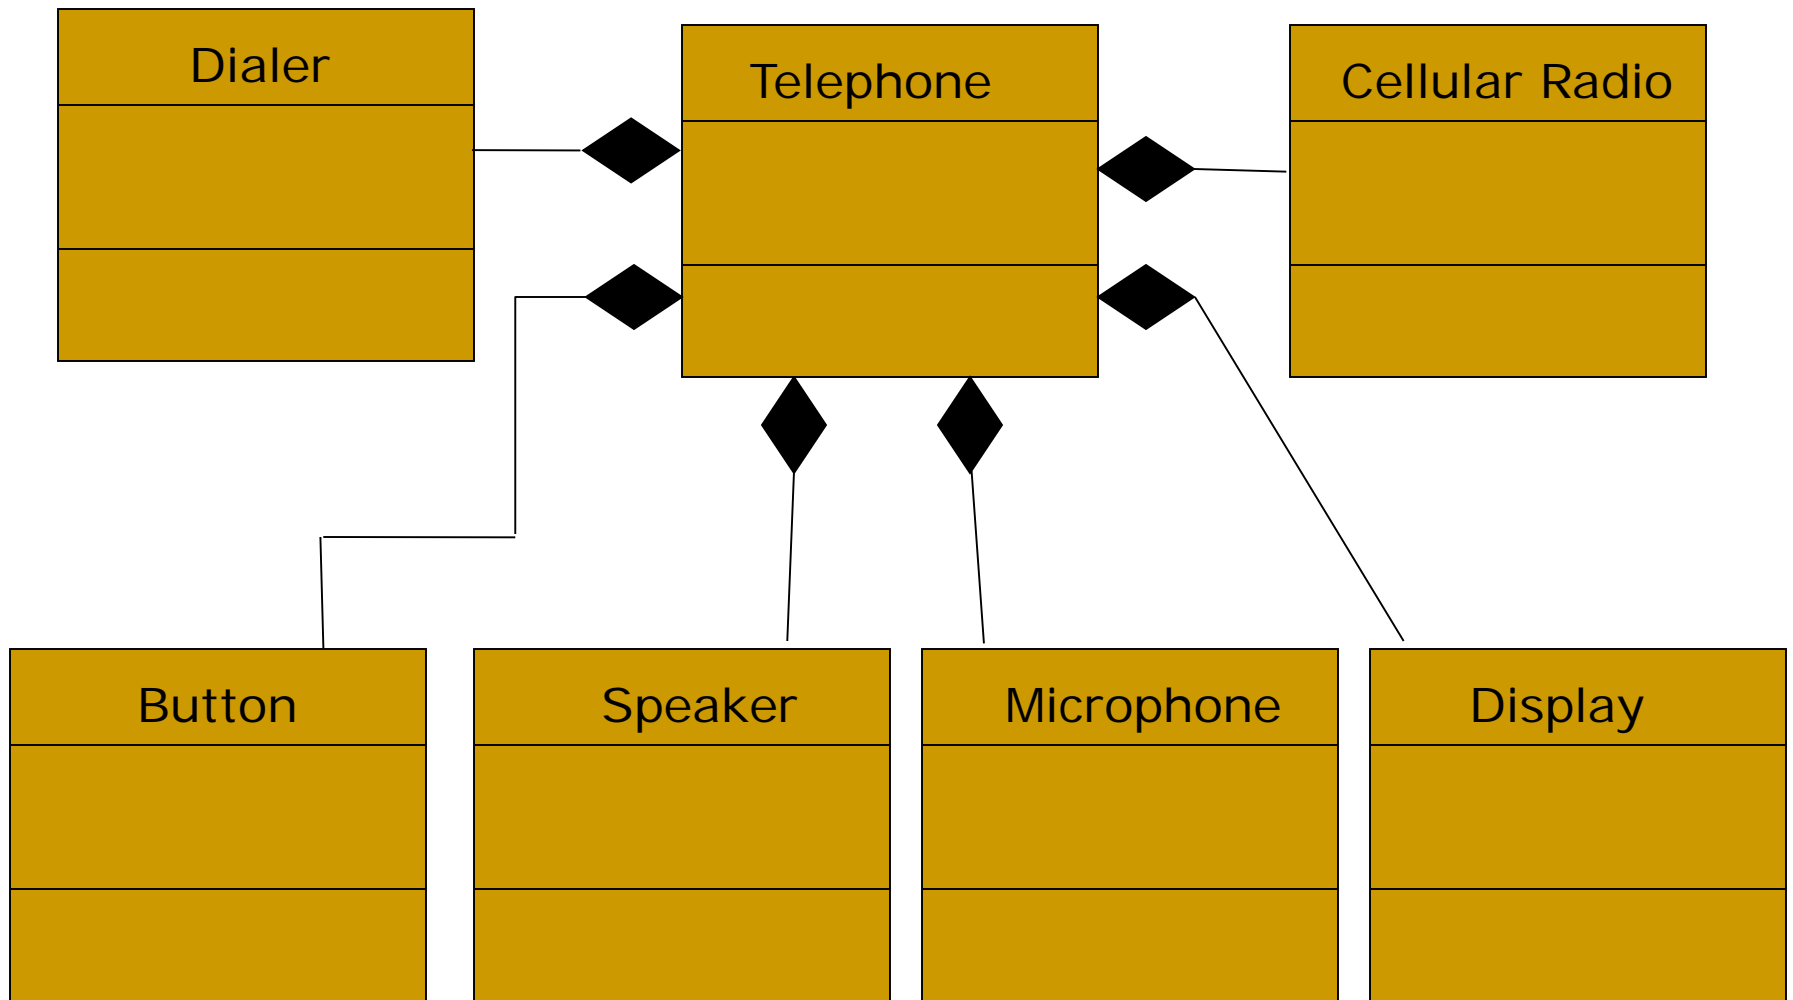 Dialer
Telephone
Cellular Radio
Button
Speaker
Microphone
Display